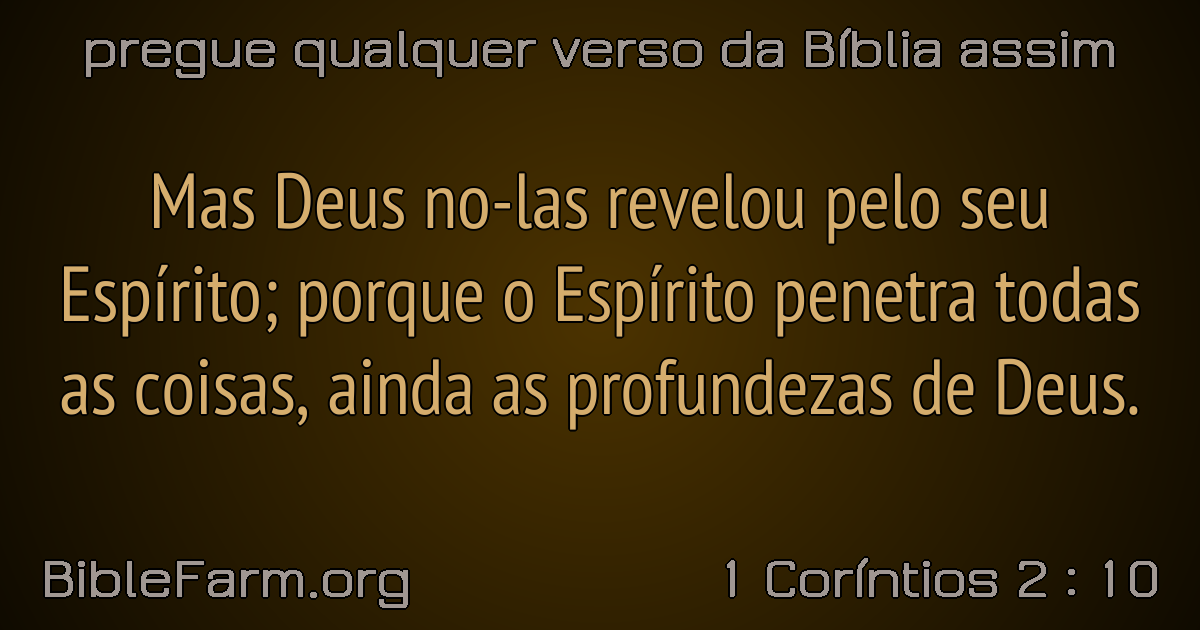 pregue qualquer verso da Bíblia assim
Mas Deus no-las revelou pelo seu
Espírito; porque o Espírito penetra todas
as coisas, ainda as profundezas de Deus.
BibleFarm.org
1 Coríntios 2 : 10